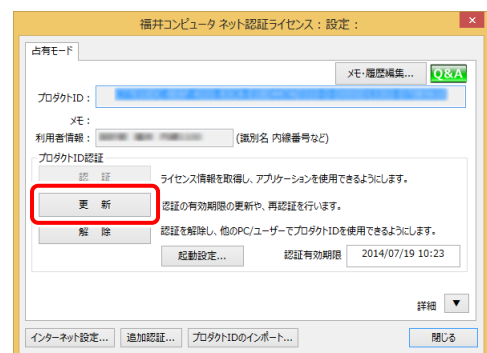 福井コンピュータ ネット認証ライセンス：設定：
占有モード
メモ・履歴編集... Q&A
プロダクトID：
メモ：
利用者情報： (識別名 内線番号など)
プロダクトID認証
認 証 ライセンス情報を取得し、アプリケーションを使用できるようにします。
更 新 認証の有効期限の更新や、再認証を行います。
解 除 認証を解除し、他のPC/ユーザーでプロダクトIDを使用できるようにします。
起動設定... 認証有効期限 2014/07/19 10:23
詳細 ▼
インターネット設定... 追加認証... プロダクトIDのインポート... 閉じる